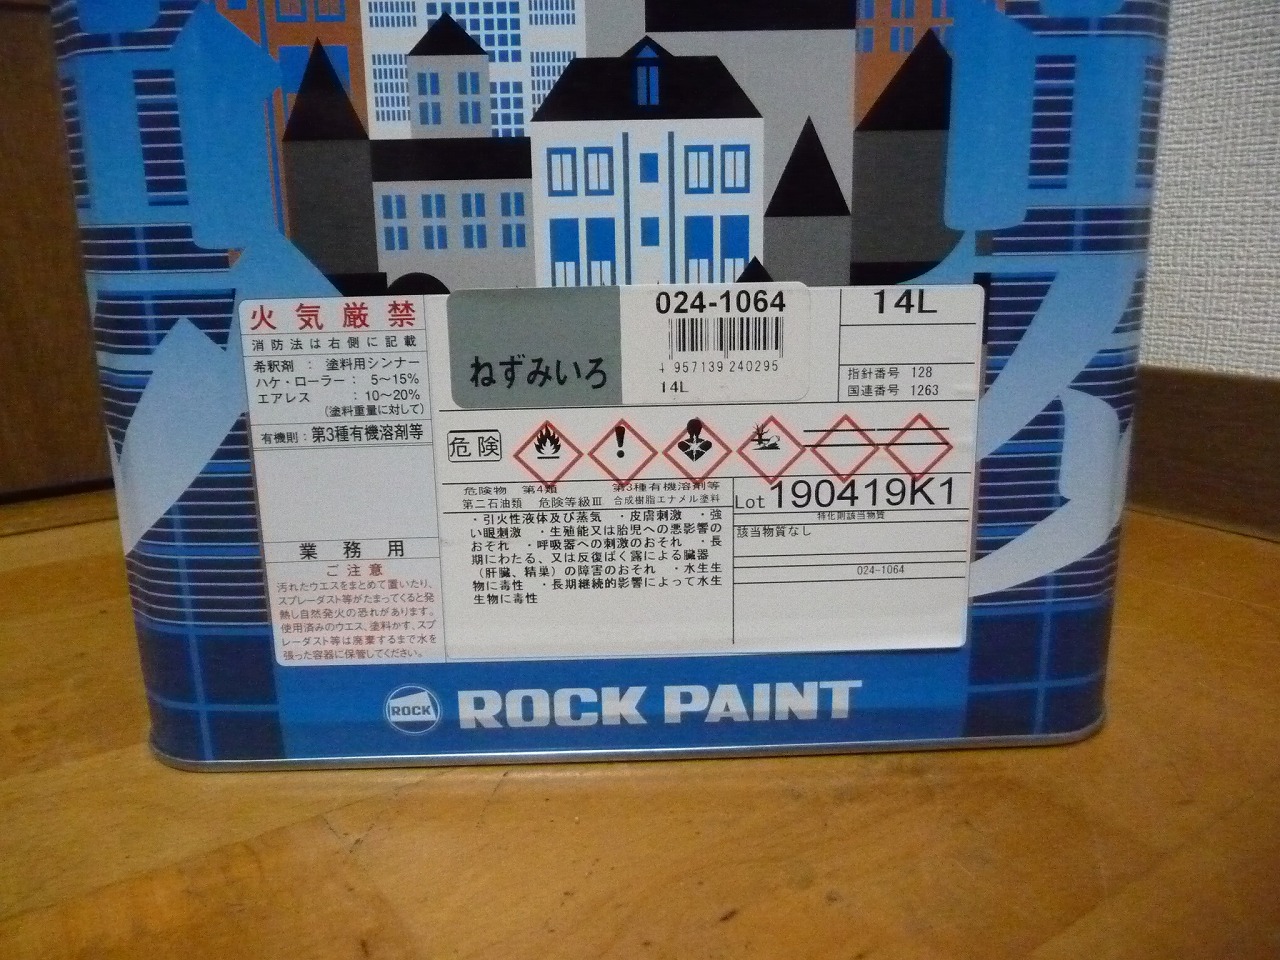 火気厳禁
消防法は右側に記載
希釈剤 : 塗料用シンナー
ハケ・ローラー : 5～15%
エアレス : 10～20%
(塗料重量に対して)
有機則 : 第3種有機溶剤等
業務用
ご注意
汚れたウエスをまとめて置いたり、
スプレーダスト等がたまってくると発
熱し自然発火の恐れがあります。
使用済みのウエス、塗料かす、スプ
レーダスト等は廃棄するまで水を
張った容器に保管してください。
ねずみいろ
024-1064
4957139 240295
14L
14L
指針番号 128
国連番号 1263
危険
危険物 第4類 第3種有機溶剤等
第二石油類 危険等級Ⅲ 合成樹脂エナメル塗料
・引火性液体及び蒸気 ・皮膚刺激 ・強
い眼刺激 ・生殖能又は胎児への悪影響の
おそれ ・呼吸器への刺激のおそれ ・長
期にわたる、又は反復ばく露による臓器
（肝臓、精巣）の障害のおそれ ・水生生
物に毒性 ・長期継続的影響によって水生
生物に毒性
Lot 190419K1
特化則該当物質
該当物質なし
024-1064
ROCK
ROCK PAINT